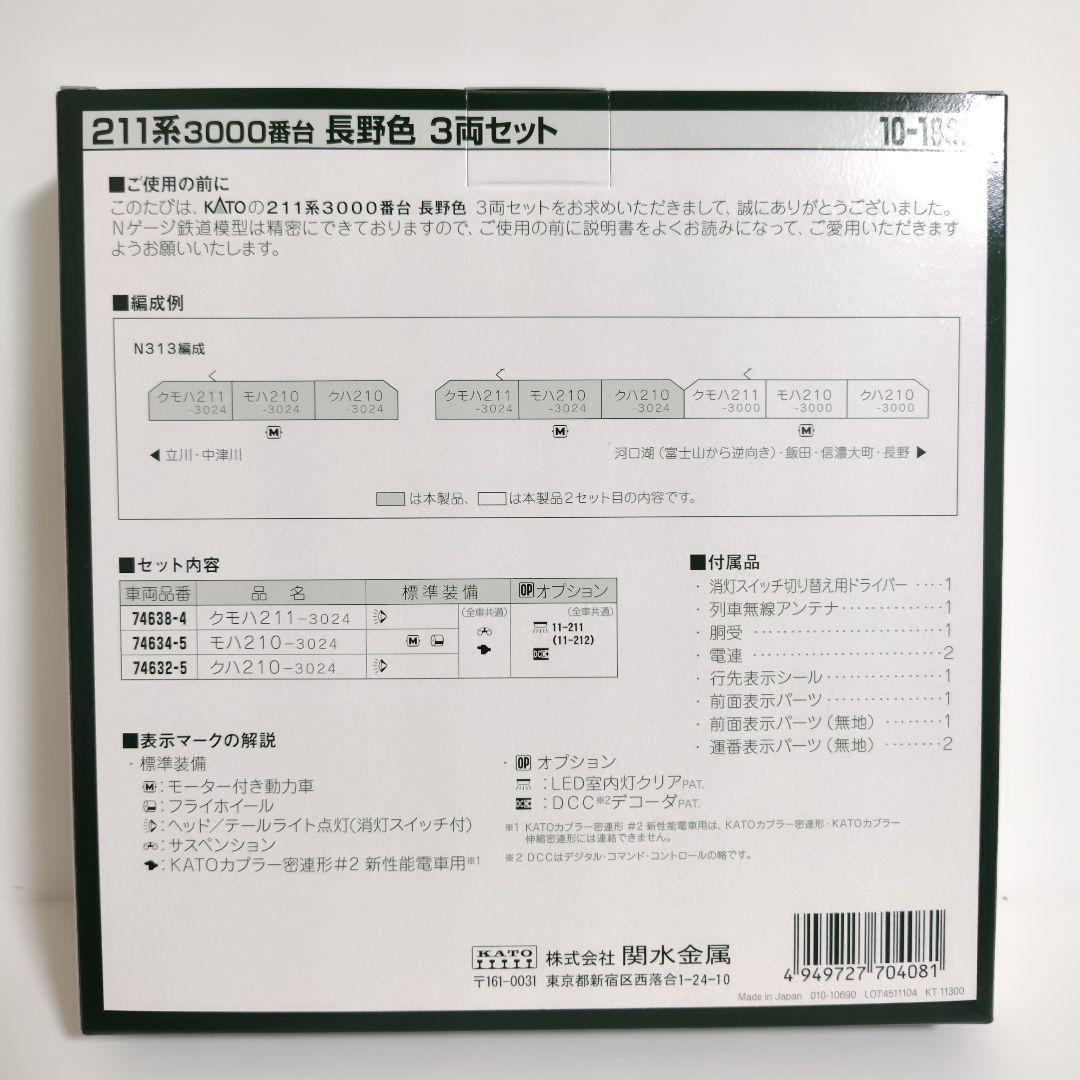 211系3000番台 長野色 3両セット
■ご使用の前に
このたびは、KATOの211系3000番台 長野色 3両セットをお求めいただきまして、誠にありがとうございました。
Nゲージ鉄道模型は精密にできておりますので、ご使用の前に説明書をよくお読みになって、ご愛用いただきます
ようお願いいたします。
■編成例
N313編成
クモハ211 モハ210 クハ210 クモハ211 モハ210 クハ210 クモハ211 モハ210 クハ210
-3024 -3024 -3024 -3024 -3024 -3024 -3000 -3000 -3000
M M M
◀立川・中津川 河口湖(富士山から逆向き)・飯田・信濃大町・長野▶
は本製品、 は本製品2セット目の内容です。
■セット内容
車両品番 品 名 標準装備 OPオプション
(全車共通) (全車共通)
74638-4 クモハ211-3024 11-211
74634-5 モハ210-3024 M (11-212)
74632-5 クハ210-3024 DCC
■付属品
・消灯スイッチ切り替え用ドライバー ‥‥1
・列車無線アンテナ‥‥‥‥‥‥1
・胴受 ‥‥‥‥‥‥‥‥‥‥1
・電連 ‥‥‥‥‥‥‥‥‥‥2
・行先表示シール‥‥‥‥‥‥1
・前面表示パーツ‥‥‥‥‥‥1
・前面表示パーツ(無地)‥‥‥‥1
・運番表示パーツ(無地)‥‥‥‥2
■表示マークの解説
・標準装備
M:モーター付き動力車
:フライホイール
:ヘッド/テールライト点灯(消灯スイッチ付)
:サスペンション
:KATOカプラー密連形#2 新性能電車用※1
・OP オプション
:LED室内灯クリアPAT.
DCC:DCC※2デコーダPAT.
※1 KATOカプラー密連形 #2 新性能電車用は、KATOカプラー密連形・KATOカプラー
伸縮密連形には連結できません。
※2 DCCはデジタル・コマンド・コントロールの略です。
KATO 株式会社 関水金属
〒161-0031 東京都新宿区西落合1-24-10
4 949727 704081
Made in Japan 010-10690 LOT:4511104 KT 11300